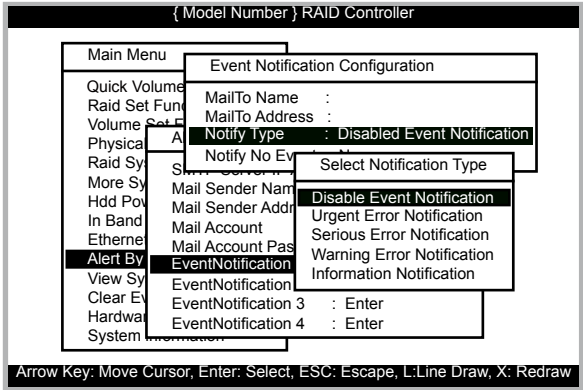 { Model Number } RAID Controller
Main Menu
Quick Volume
Raid Set Fun
Volume Set
Physica
Raid Sy
More Sy
Hdd Po
In Band
Etherne
Alert By
View Sy
Clear Ev
Hardwa
System
A
Mail Sender Nam
Mail Sender Addr
Mail Account
Mail Account Pas
EventNotification
EventNotification
EventNotification 3 : Enter
EventNotification 4 : Enter
Event Notification Configuration
MailTo Name :
MailTo Address :
Notify Type : Disabled Event Notification
Notify No
Select Notification Type
Disable Event Notification
Urgent Error Notification
Serious Error Notification
Warning Error Notification
Information Notification
Arrow Key: Move Cursor, Enter: Select, ESC: Escape, L:Line Draw, X: Redraw